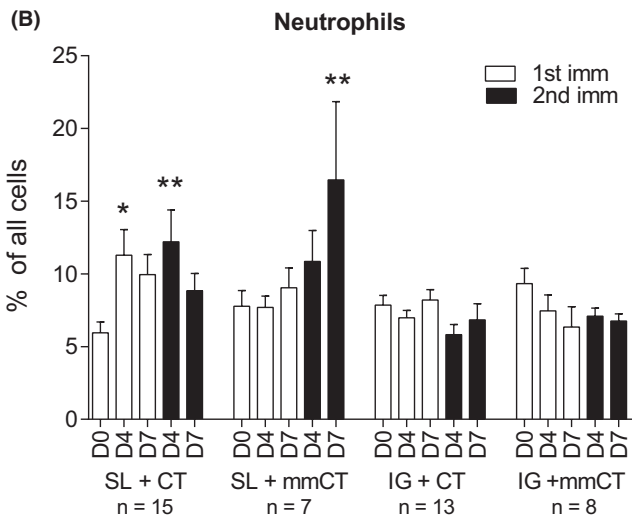 (B)
Neutrophils
% of all cells
25
20
15
10
5
0
1st imm
2nd imm
*
**
**
D0 D4 D7 D4 D7 D0 D4 D7 D4 D7 D0 D4 D7 D4 D7 D0 D4 D7 D4 D7
SL + CT SL + mmCT IG + CT IG +mmCT
n = 15 n = 7 n = 13 n = 8